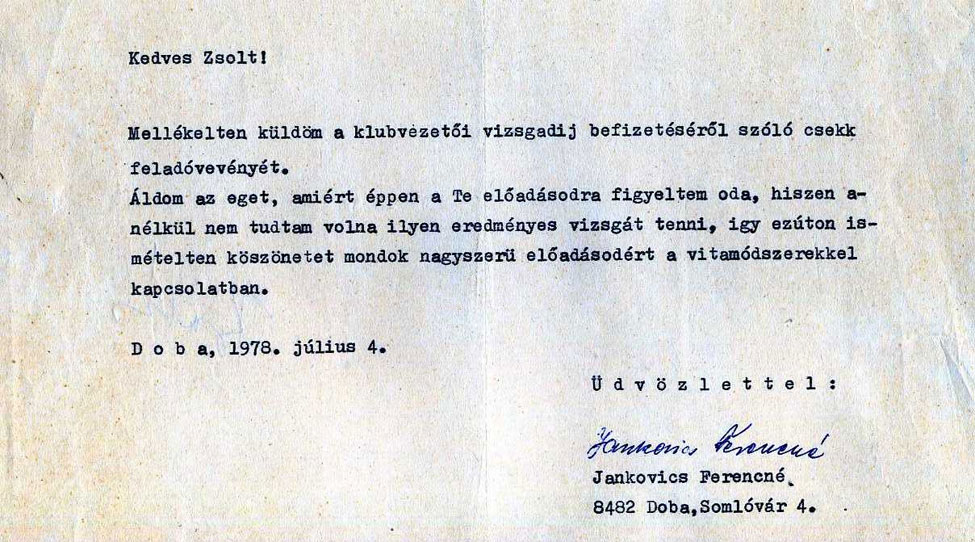 Kedves Zsolt!
Mellékelten küldöm a klubvezetői vizsgadij befizetéséről szóló csekk
feladóvevényét.
Áldom az eget, amiért éppen a Te előadásodra figyeltem oda, hiszen a-
nélkül nem tudtam volna ilyen eredményes vizsgát tenni, igy ezúton is-
mételten köszönetet mondok nagyszerü előadásodért a vitamódszerekkel
kapcsolatban.
D o b a, 1978. július 4.
Ü d v ö z l e t t e l :
Jankovics Ferencné
Jankovics Ferencné.
8482 Doba,Somlóvár 4.